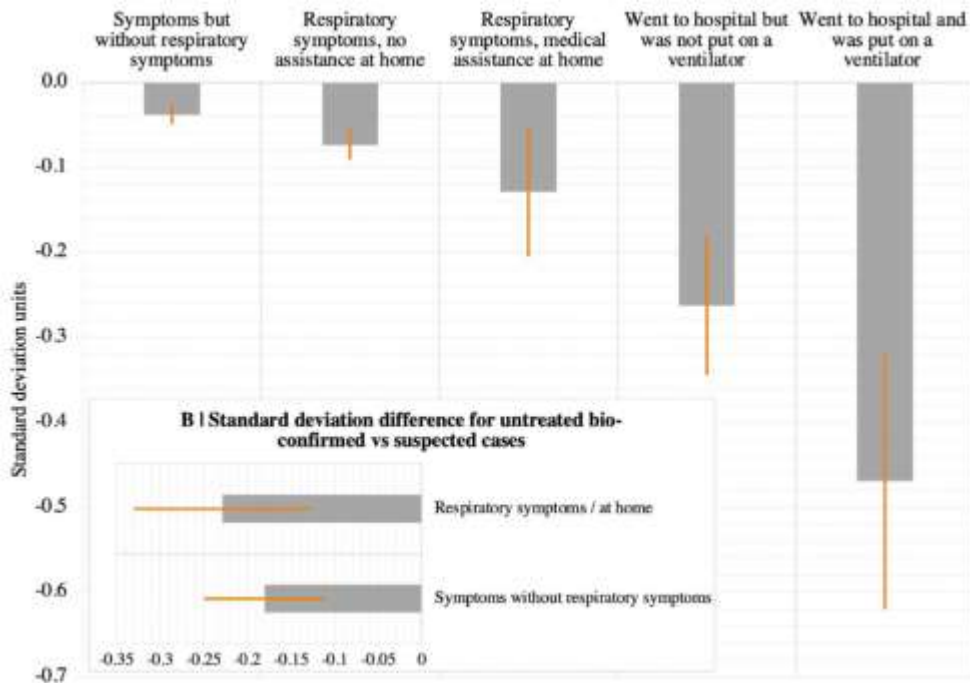 Symptoms but
without respiratory
symptoms
Respiratory
symptoms, no
assistance at home
Respiratory
symptoms, medical
assistance at home
Went to hospital but
was not put on a
ventilator
Went to hospital and
was put on a
ventilator
0.0
-0.1
-0.2
-0.3
-0.4
-0.5
-0.6
-0.7
Standard deviation units
B | Standard deviation difference for untreated bio-
confirmed vs suspected cases
Respiratory symptoms / at home
Symptoms without respiratory symptoms
-0.35 -0.3 -0.25 -0.2 -0.15 -0.1 -0.05 0